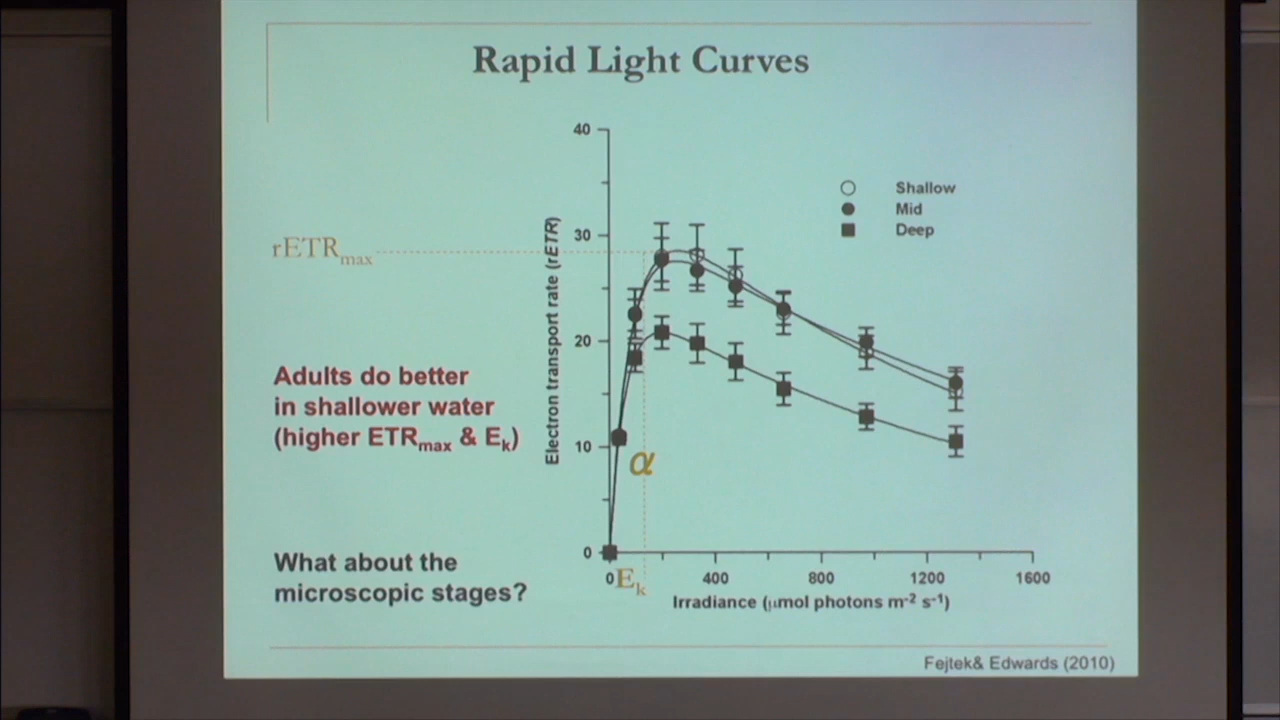 Rapid Light Curves
40
Shallow
Mid
Deep
30
rETRmax
Electron transport rate (rETR)
20
Adults do better
in shallower water
(higher ETRmax & Ek)
10
α
What about the
microscopic stages?
0
0 Ek 400 800 1200 1600
Irradiance (μmol photons m-2 s-1)
Fejtek& Edwards (2010)